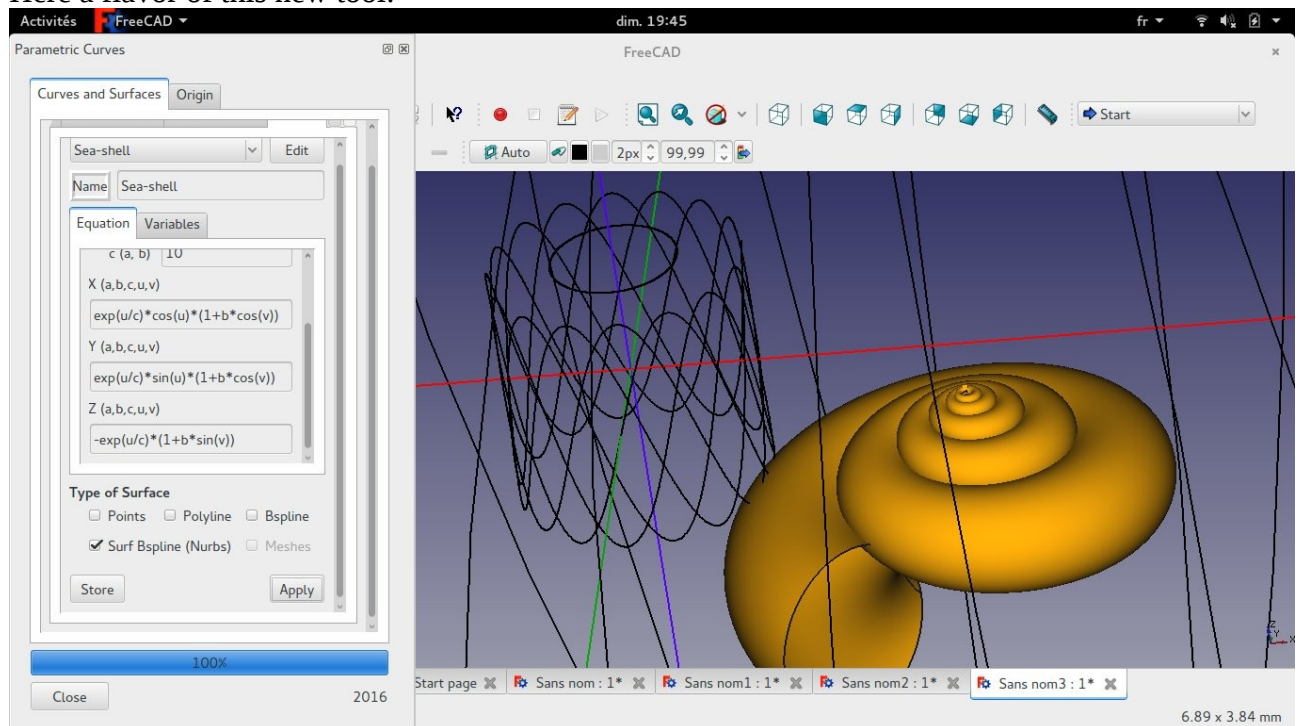 Here a flavor of this new tool:
Activités FreeCAD dim. 19:45 fr
Parametric Curves
FreeCAD
Curves and Surfaces Origin
Start
Auto 2px 99,99
Sea-shell Edit
Name Sea-shell
Equation Variables
c (a, b) 10
X (a,b,c,u,v)
exp(u/c)*cos(u)*(1+b*cos(v))
Y (a,b,c,u,v)
exp(u/c)*sin(u)*(1+b*cos(v))
Z (a,b,c,u,v)
-exp(u/c)*(1+b*sin(v))
Type of Surface
Points Polyline Bspline
Surf Bspline (Nurbs) Meshes
Store Apply
Z
Y
X
100%
Close 2016
Start page Sans nom : 1* Sans nom1 : 1* Sans nom2 : 1* Sans nom3 : 1*
6.89 x 3.84 mm